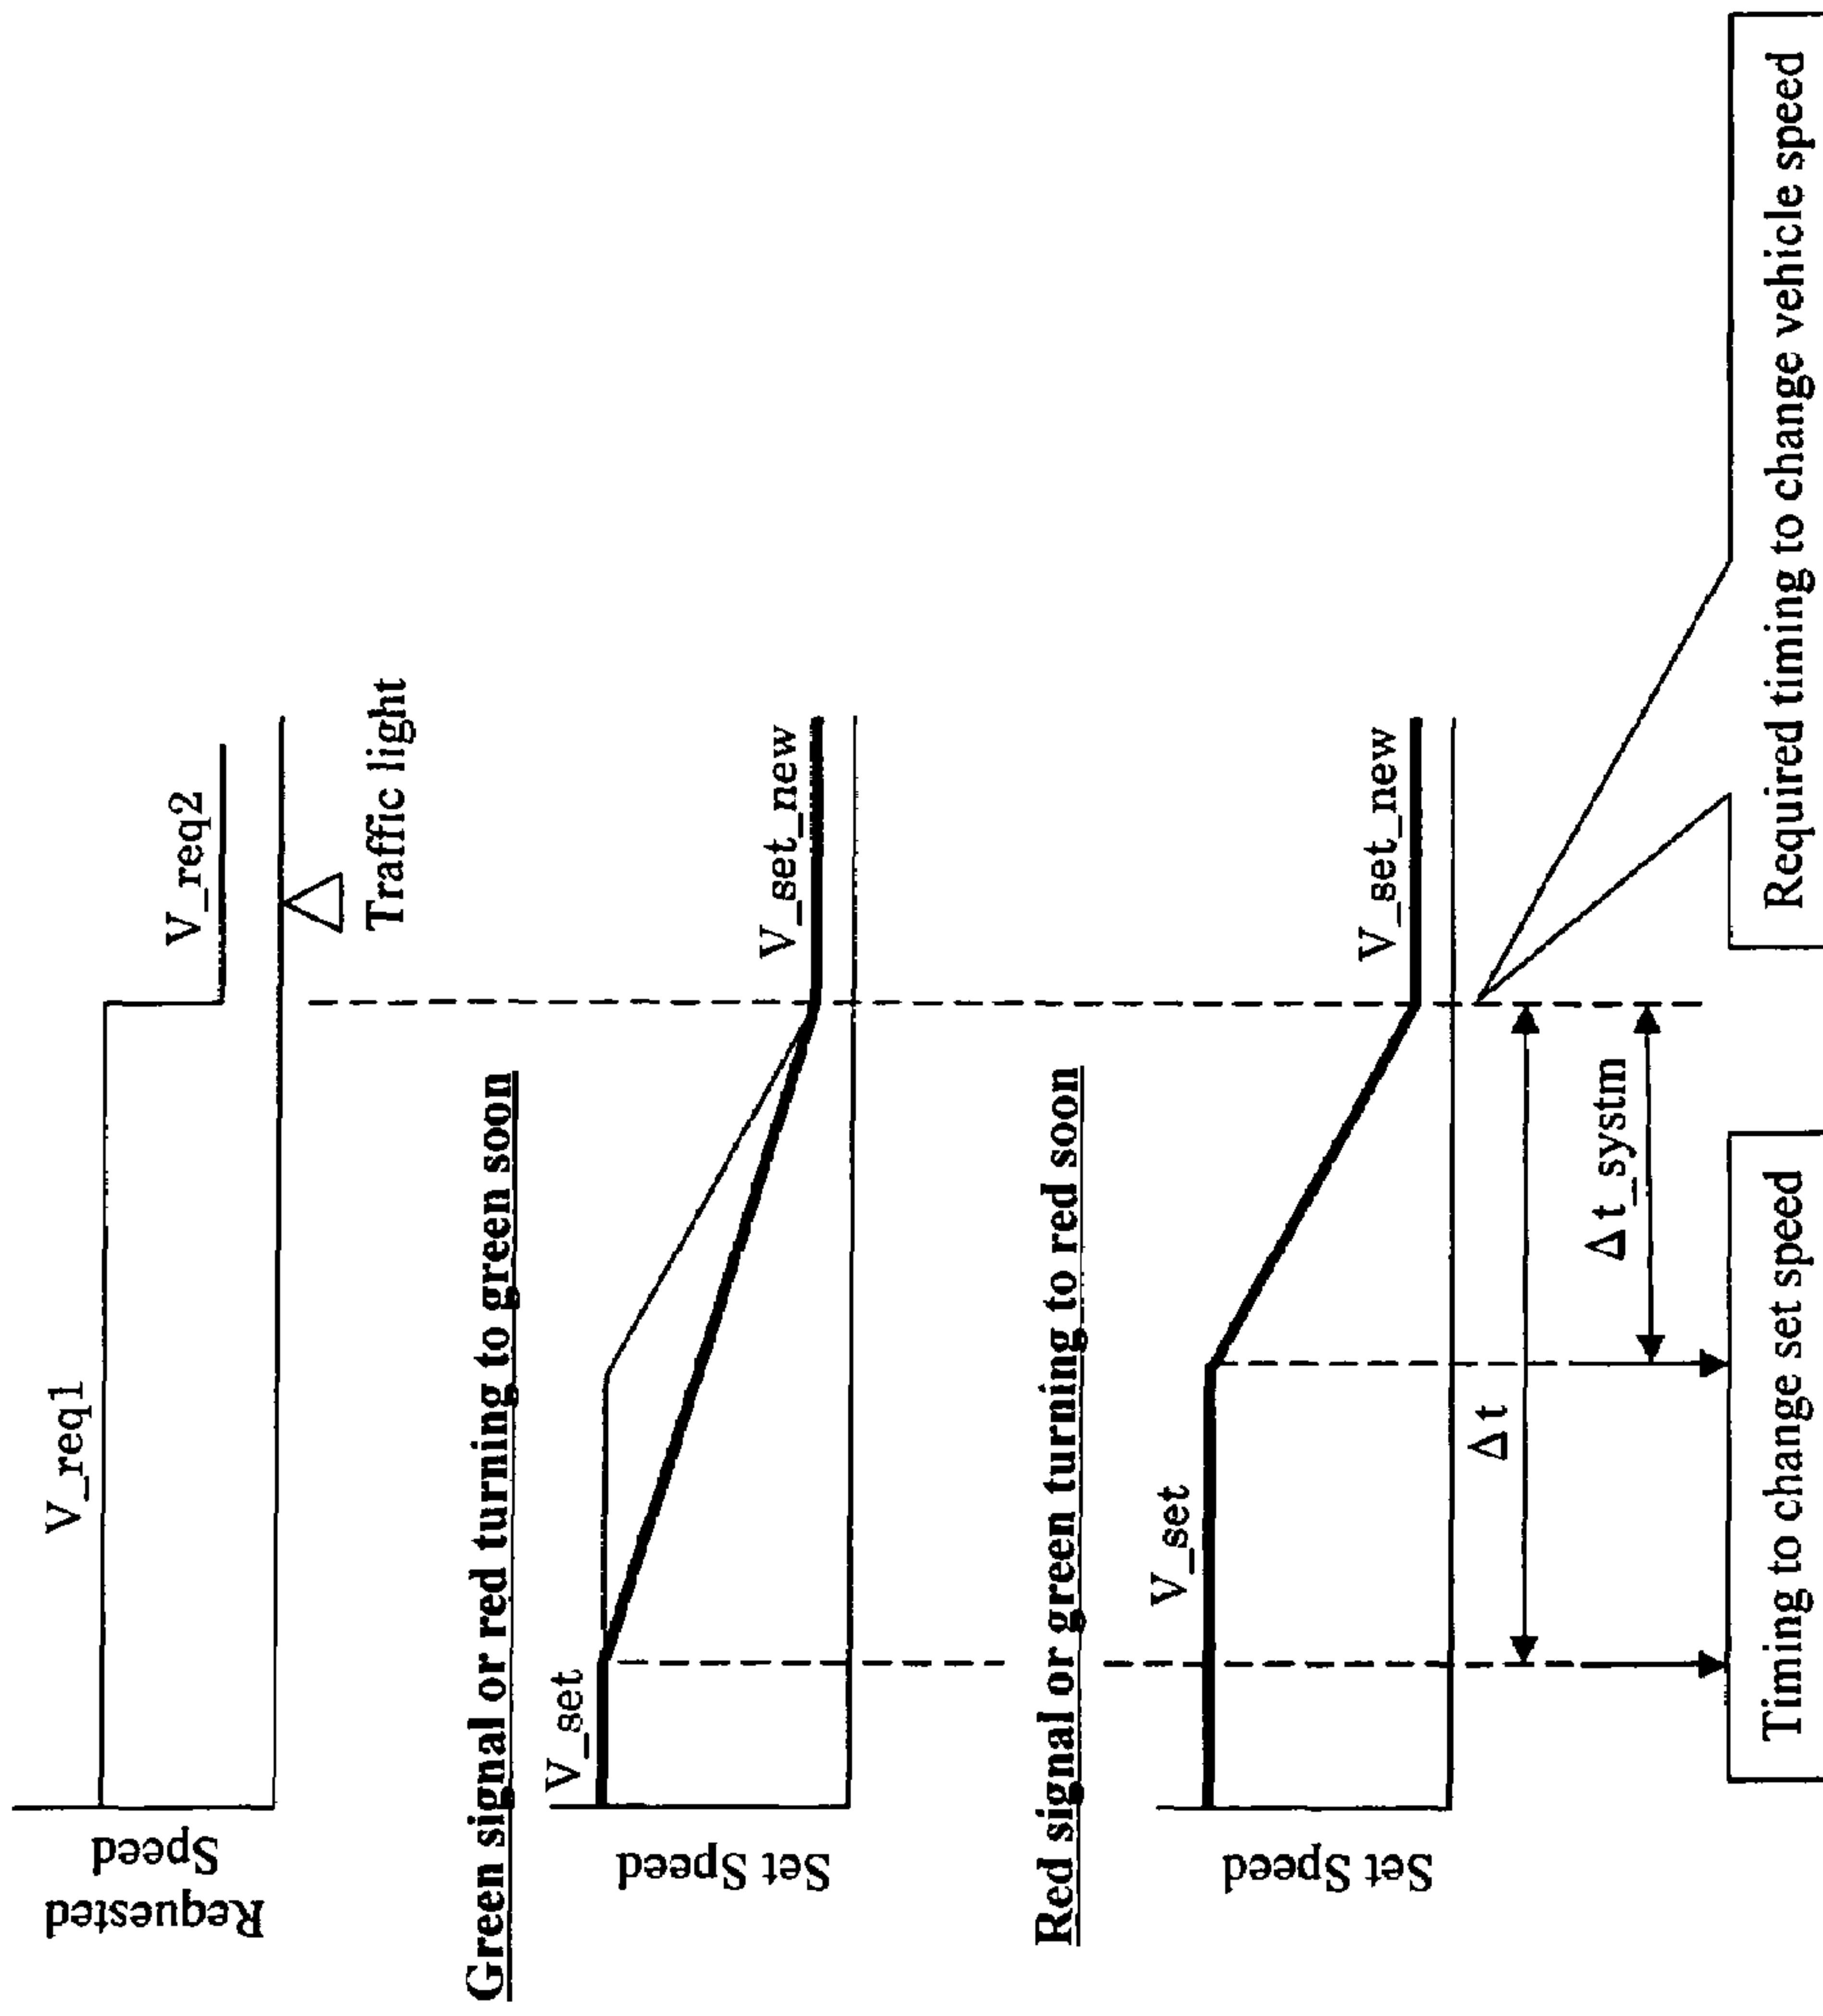 Requested
Speed
V_req1
V_req2
Traffic light
Green signal or red turning to green soon
Set Speed
V_set
V_set_new
Red signal or green turning to red soon
Set Speed
V_set
V_set_new
Δt
Δt_systm
Timing to change set speed
Required timing to change vehicle speed